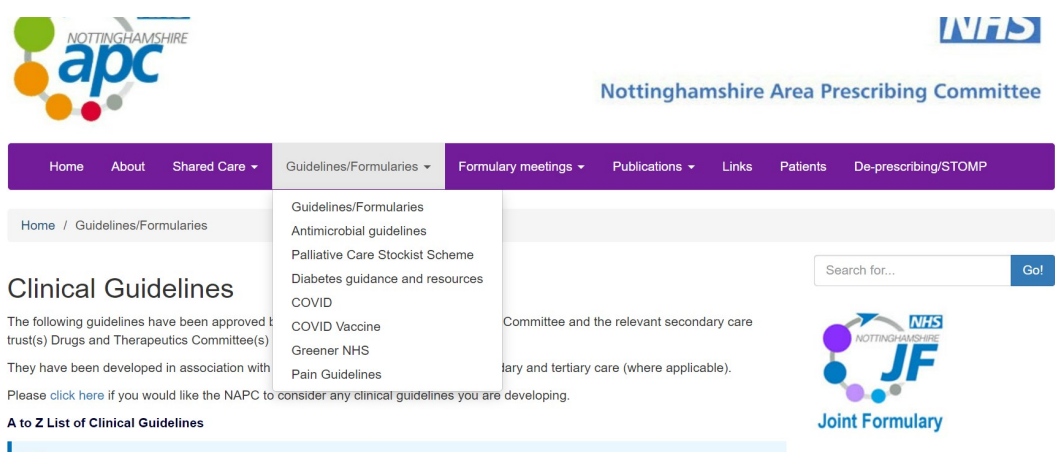 NOTTINGHAMSHIRE
apc
NHS
Nottinghamshire Area Prescribing Committee
Home About Shared Care Guidelines/Formularies Formulary meetings Publications Links Patients De-prescribing/STOMP
Guidelines/Formularies
Antimicrobial guidelines
Palliative Care Stockist Scheme
Diabetes guidance and resources
COVID
COVID Vaccine
Greener NHS
Pain Guidelines
Home / Guidelines/Formularies
Search for... Go!
Clinical Guidelines
The following guidelines have been approved Committee and the relevant secondary care
trust(s) Drugs and Therapeutics Committee(s)
They have been developed in association with and tertiary care (where applicable).
Please click here if you would like the NAPC to consider any clinical guidelines you are developing.
A to Z List of Clinical Guidelines
NHS
NOTTINGHAMSHIRE
JF
Joint Formulary